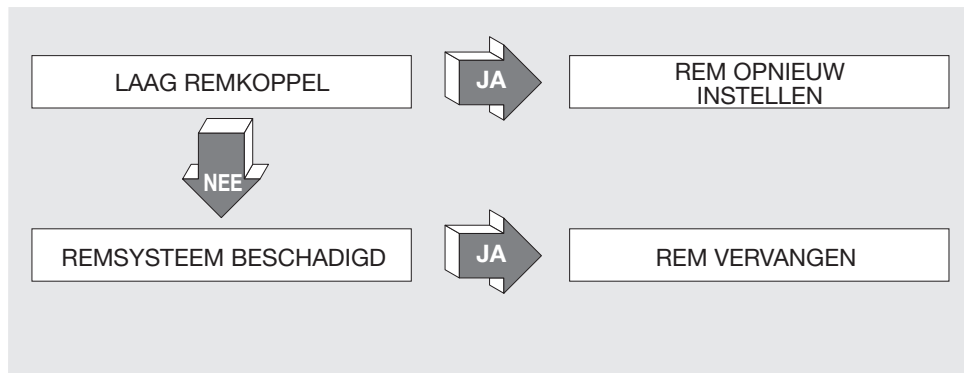 LAAG REMKOPPEL
JA
REM OPNIEUW
INSTELLEN
NEE
REMSYSTEEM BESCHADIGD
JA
REM VERVANGEN